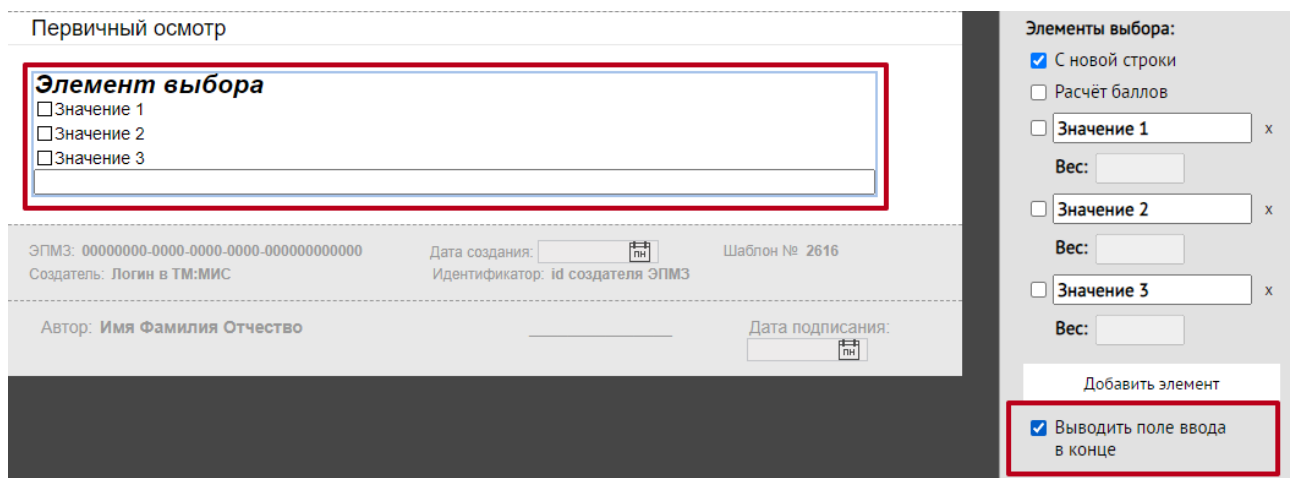 Первичный осмотр
Элемент выбора
Значение 1
Значение 2
Значение 3
ЭПМЗ: 00000000-0000-0000-0000-000000000000 Дата создания: ПН Шаблон № 2616
Создатель: Логин в ТМ:МИС Идентификатор: id создателя ЭПМЗ
Автор: Имя Фамилия Отчество Дата подписания:
ПН
Элементы выбора:
С новой строки
Расчёт баллов
Значение 1 x
Вес:
Значение 2 x
Вес:
Значение 3 x
Вес:
Добавить элемент
Выводить поле ввода
в конце